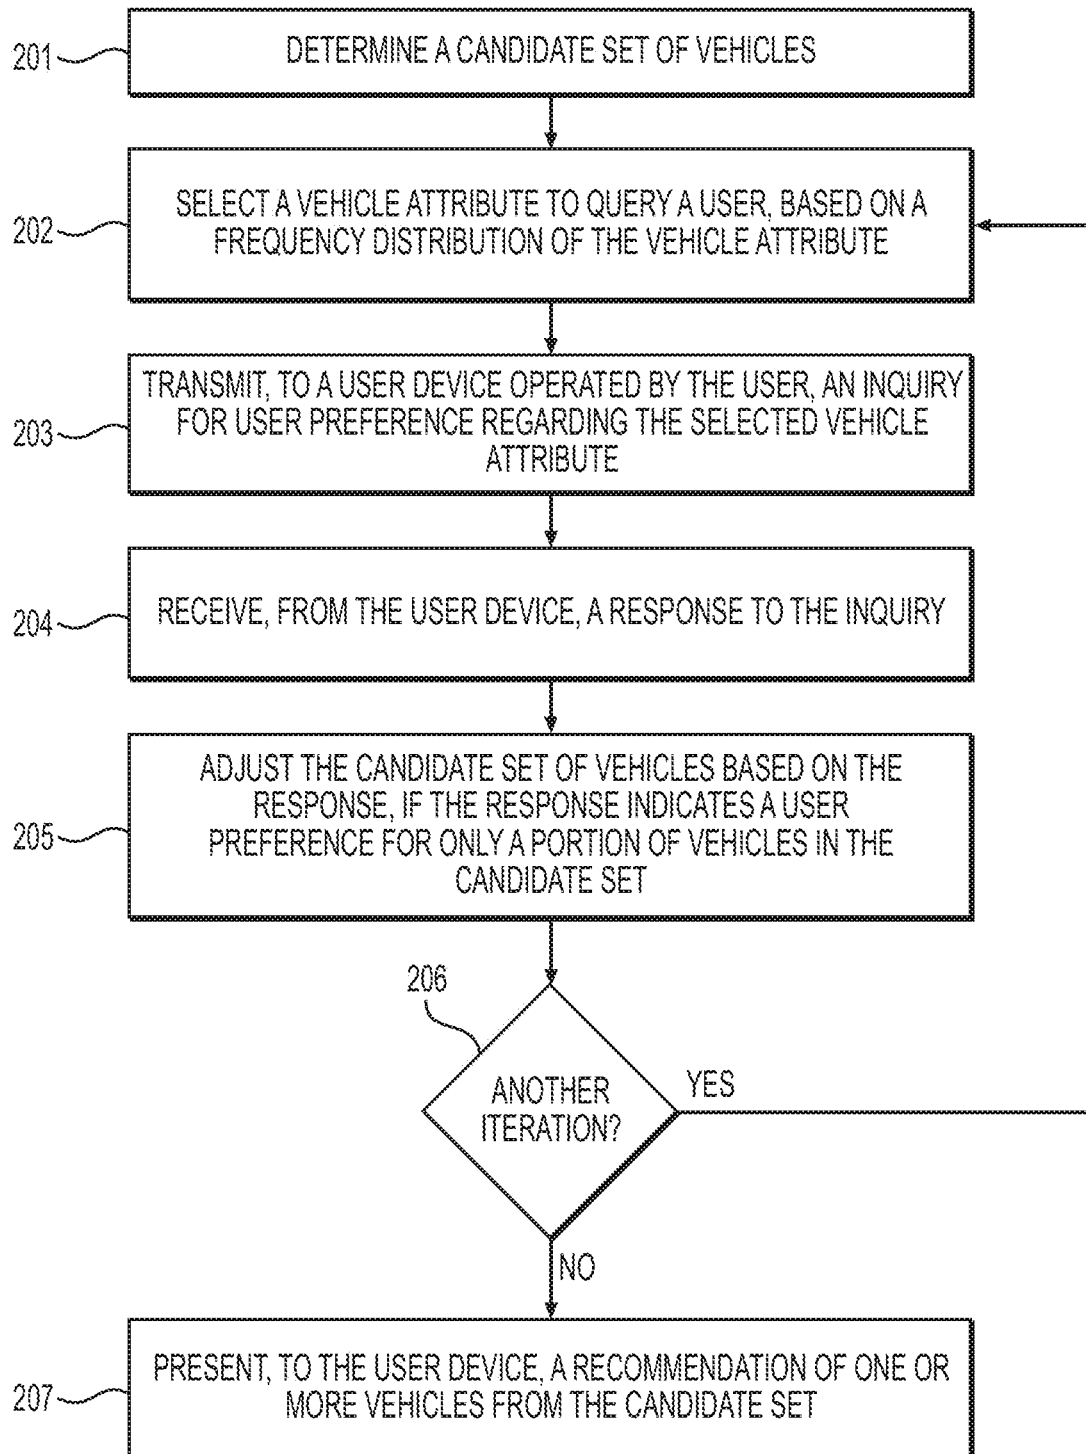 201
DETERMINE A CANDIDATE SET OF VEHICLES
202
SELECT A VEHICLE ATTRIBUTE TO QUERY A USER, BASED ON A
FREQUENCY DISTRIBUTION OF THE VEHICLE ATTRIBUTE
203
TRANSMIT, TO A USER DEVICE OPERATED BY THE USER, AN INQUIRY
FOR USER PREFERENCE REGARDING THE SELECTED VEHICLE
ATTRIBUTE
204
RECEIVE, FROM THE USER DEVICE, A RESPONSE TO THE INQUIRY
205
ADJUST THE CANDIDATE SET OF VEHICLES BASED ON THE
RESPONSE, IF THE RESPONSE INDICATES A USER
PREFERENCE FOR ONLY A PORTION OF VEHICLES IN THE
CANDIDATE SET
206
ANOTHER
ITERATION?
YES
NO
207
PRESENT, TO THE USER DEVICE, A RECOMMENDATION OF ONE OR
MORE VEHICLES FROM THE CANDIDATE SET